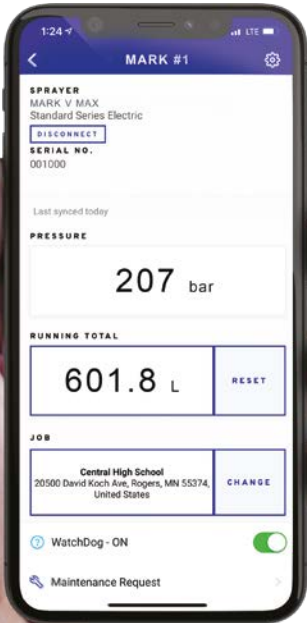 1:24
LTE
MARK #1
SPRAYER
MARK V MAX
Standard Series Electric
DISCONNECT
SERIAL NO.
001000
Last synced today
PRESSURE
207 bar
RUNNING TOTAL
601.8 L
RESET
JOB
Central High School
20500 David Koch Ave, Rogers, MN 55374,
United States
CHANGE
WatchDog - ON
Maintenance Request